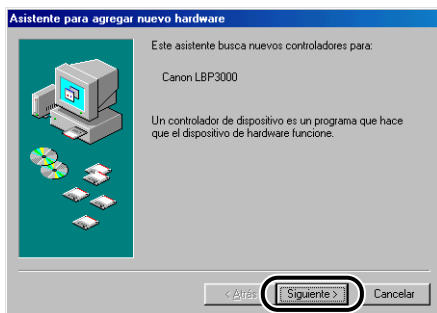 Asistente para agregar nuevo hardware
Este asistente busca nuevos controladores para:
Canon LBP3000
Un controlador de dispositivo es un programa que hace
que el dispositivo de hardware funcione.
< Atrás
Siguiente >
Cancelar